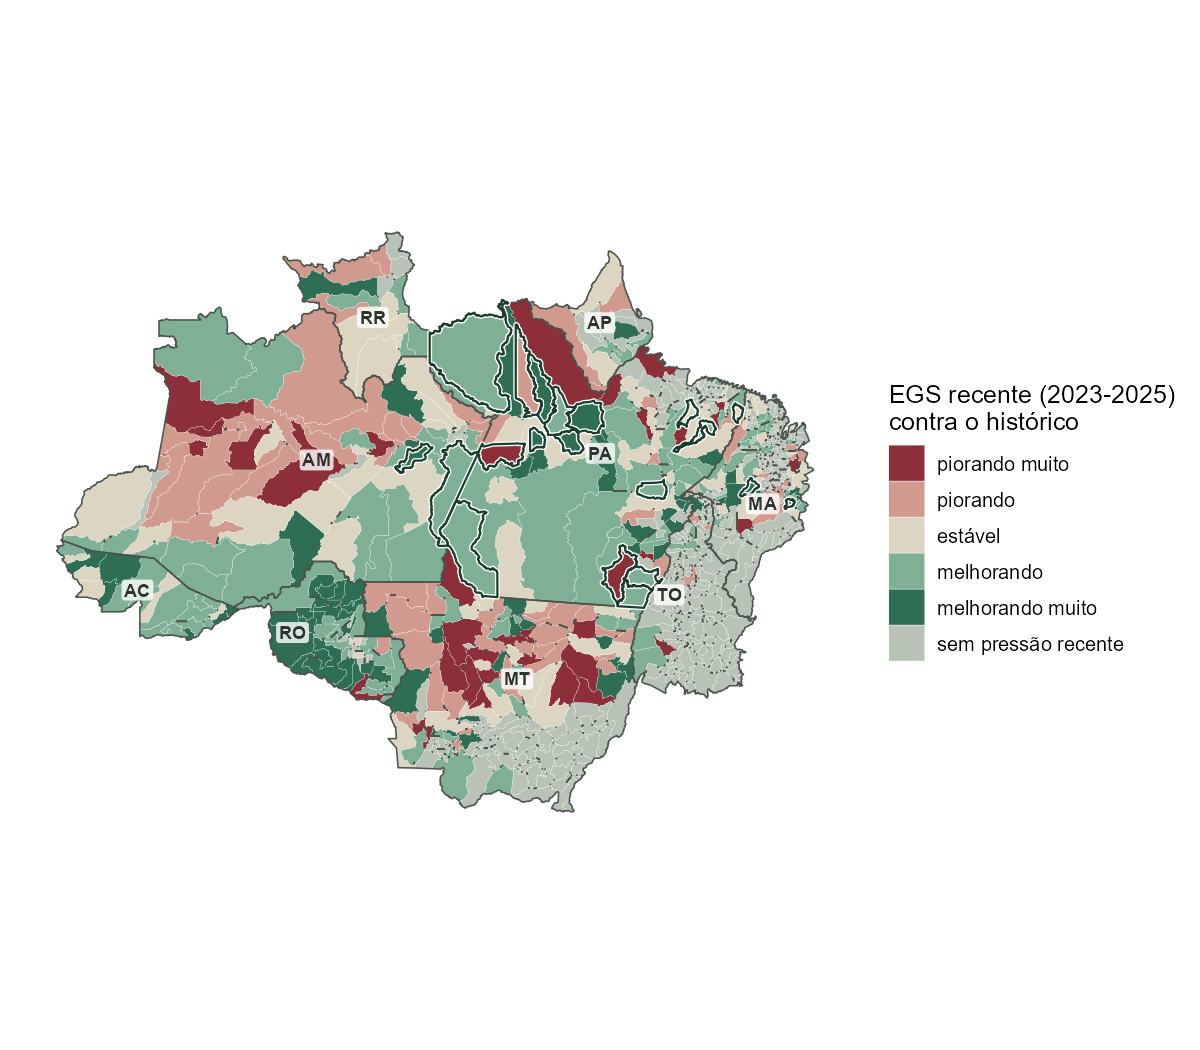 EGS recente (2023-2025)
contra o histórico
piorando muito
piorando
estável
melhorando
melhorando muito
sem pressão recente
RR
AP
AM
PA
MA
AC
TO
RO
MT